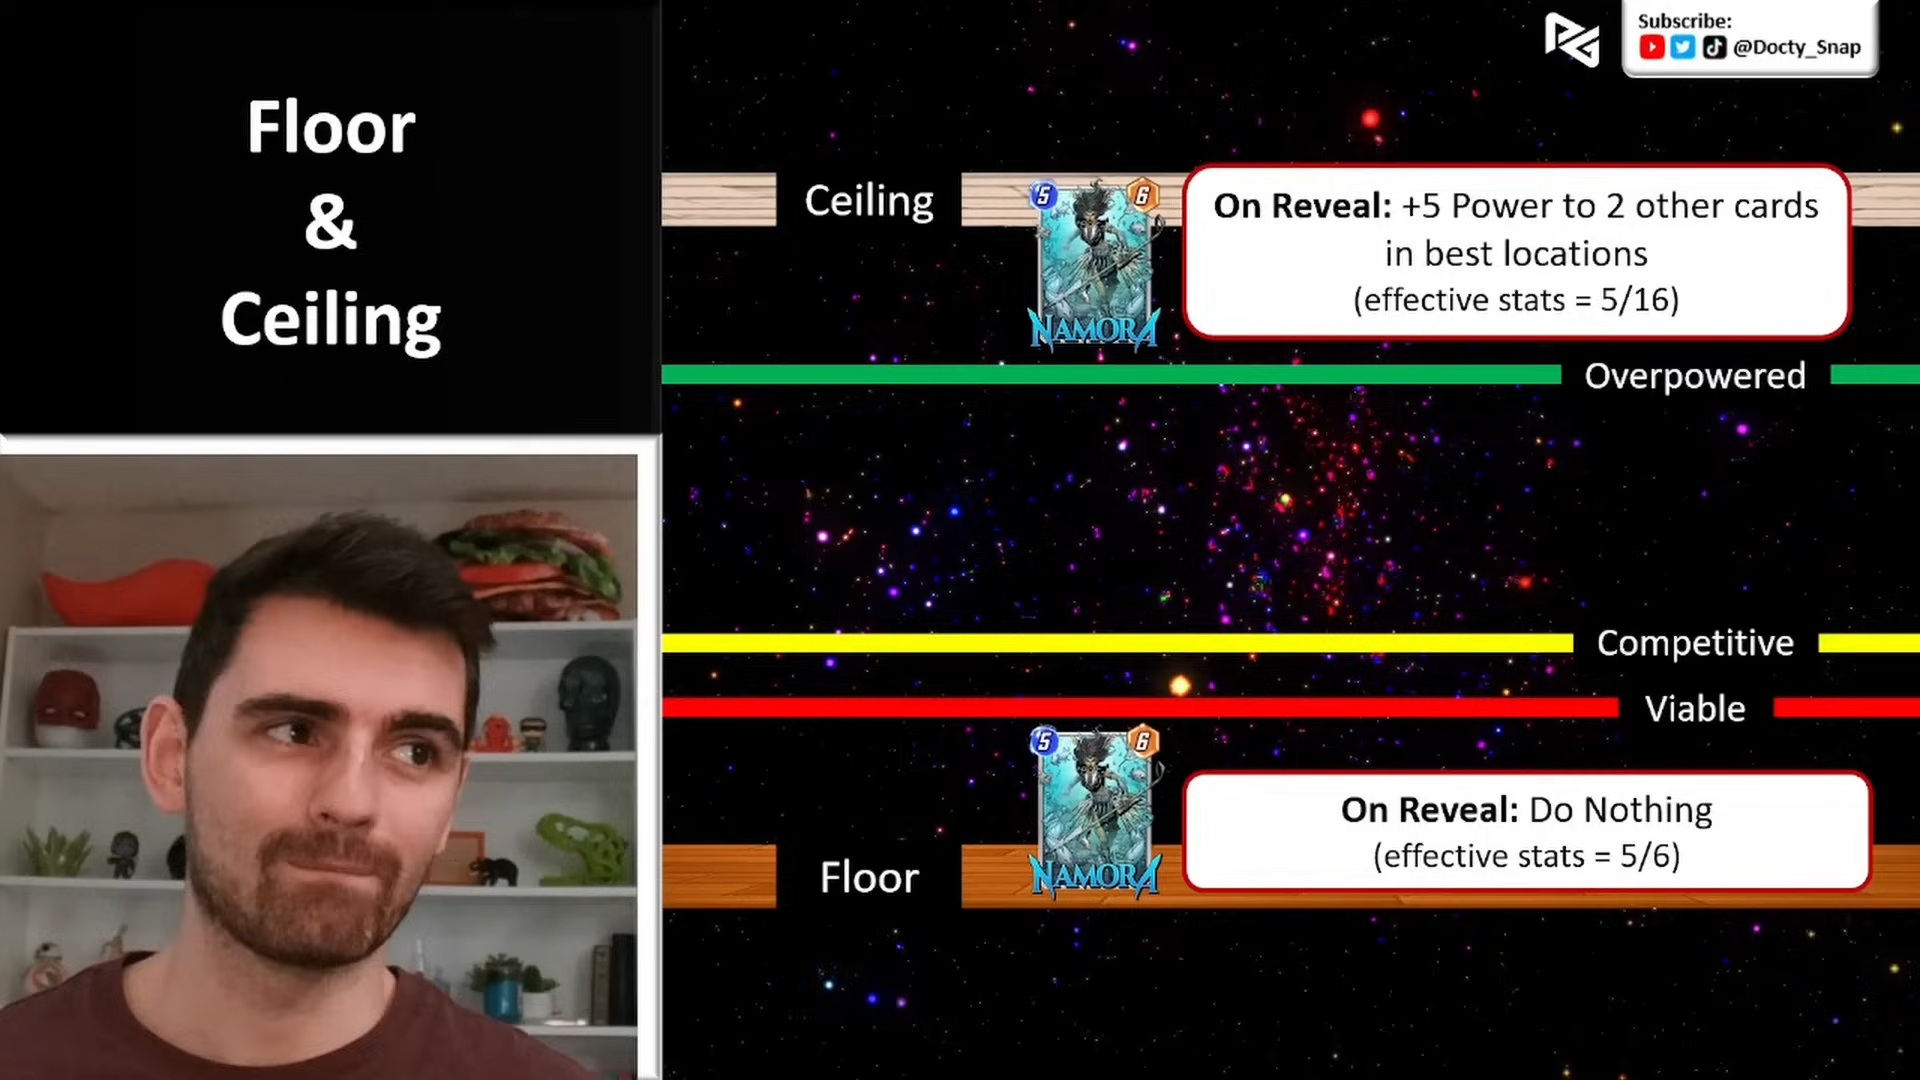 Floor
&
Ceiling
Subscribe:
@Docty_Snap
Ceiling
5 6
NAMORA
On Reveal: +5 Power to 2 other cards
in best locations
(effective stats = 5/16)
Overpowered
Competitive
Viable
Floor
5 6
NAMORA
On Reveal: Do Nothing
(effective stats = 5/6)